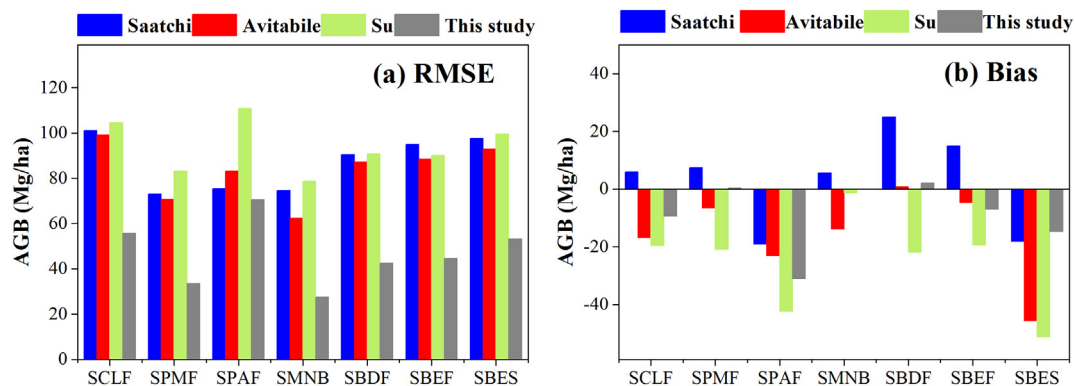 Saatchi Avitabile Su This study
(a) RMSE
AGB (Mg/ha)
120
100
80
60
40
20
0
SCLF SPMF SPAF SMNB SBDF SBEF SBES
Saatchi Avitabile Su This study
(b) Bias
AGB (Mg/ha)
40
20
0
-20
-40
SCLF SPMF SPAF SMNB SBDF SBEF SBES